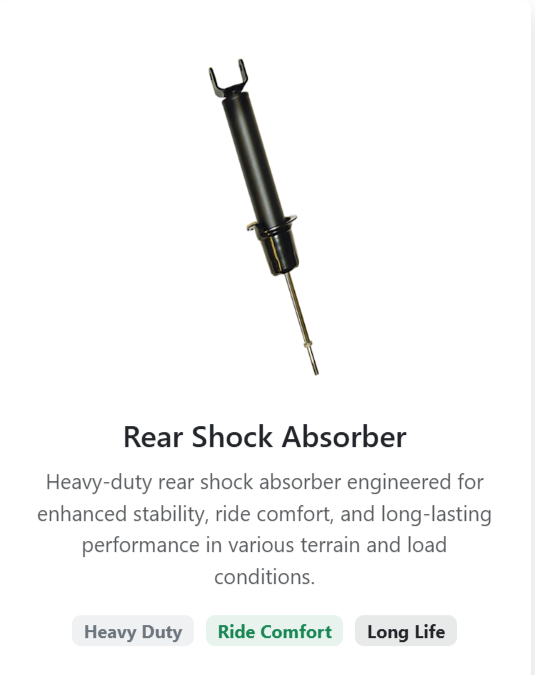 Rear Shock Absorber
Heavy-duty rear shock absorber engineered for
enhanced stability, ride comfort, and long-lasting
performance in various terrain and load
conditions.
Heavy Duty Ride Comfort Long Life